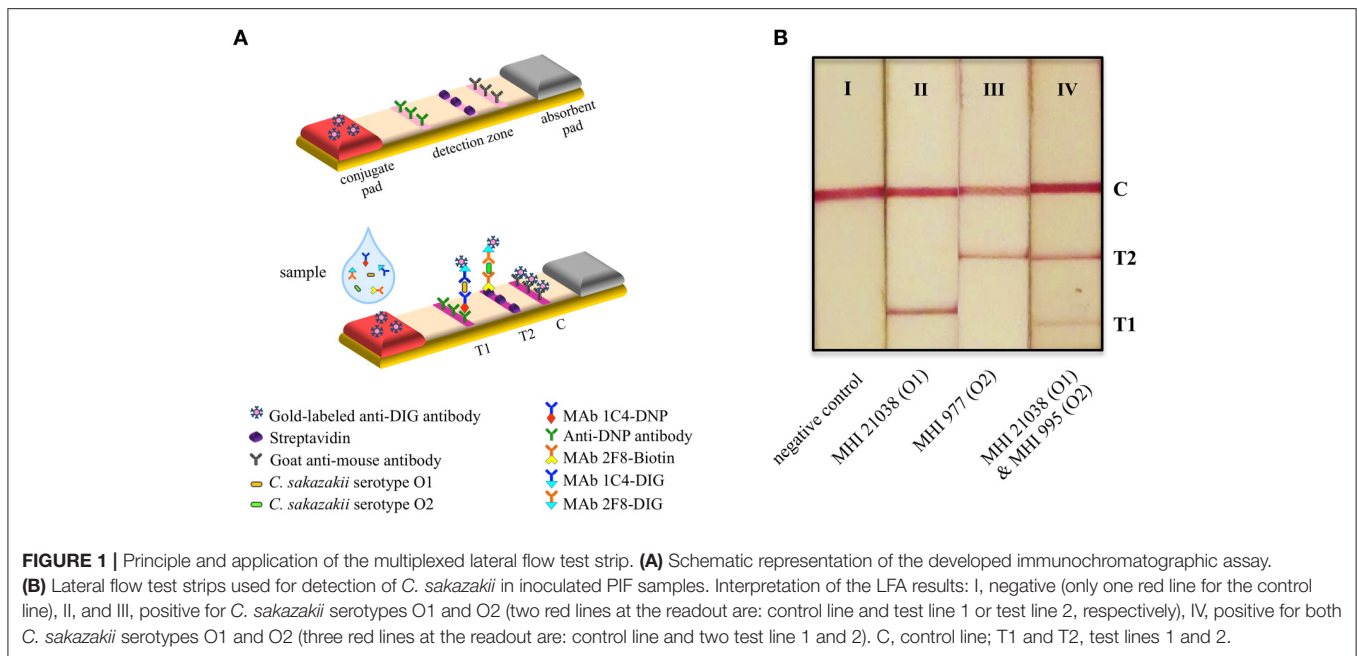 A
absorbent
pad
detection zone
conjugate
pad
sample
T1
T2
C
Gold-labeled anti-DIG antibody
Streptavidin
Goat anti-mouse antibody
C. sakazakii serotype O1
C. sakazakii serotype O2
MAb 1C4-DNP
Anti-DNP antibody
MAb 2F8-Biotin
MAb 1C4-DIG
MAb 2F8-DIG
B
I
II
III
IV
C
T2
T1
negative control
MHI 21038 (O1)
MHI 977 (O2)
MHI 21038 (O1)
& MHI 995 (O2)
FIGURE 1 | Principle and application of the multiplexed lateral flow test strip. (A) Schematic representation of the developed immunochromatographic assay.
(B) Lateral flow test strips used for detection of C. sakazakii in inoculated PIF samples. Interpretation of the LFA results: I, negative (only one red line for the control
line), II, and III, positive for C. sakazakii serotypes O1 and O2 (two red lines at the readout are: control line and test line 1 or test line 2, respectively), IV, positive for both
C. sakazakii serotypes O1 and O2 (three red lines at the readout are: control line and two test line 1 and 2). C, control line; T1 and T2, test lines 1 and 2.